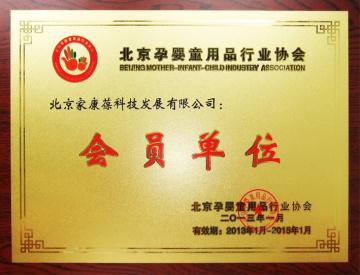 北京孕婴童用品行业协会
BEIJING MOTHER-INFANT-CHILD INDUSTRY ASSOCIATION
北京家康葆科技发展有限公司：
会员单位
北京孕婴童用品行业协会
二〇一三年一月
有效期：2013年1月-2015年1月